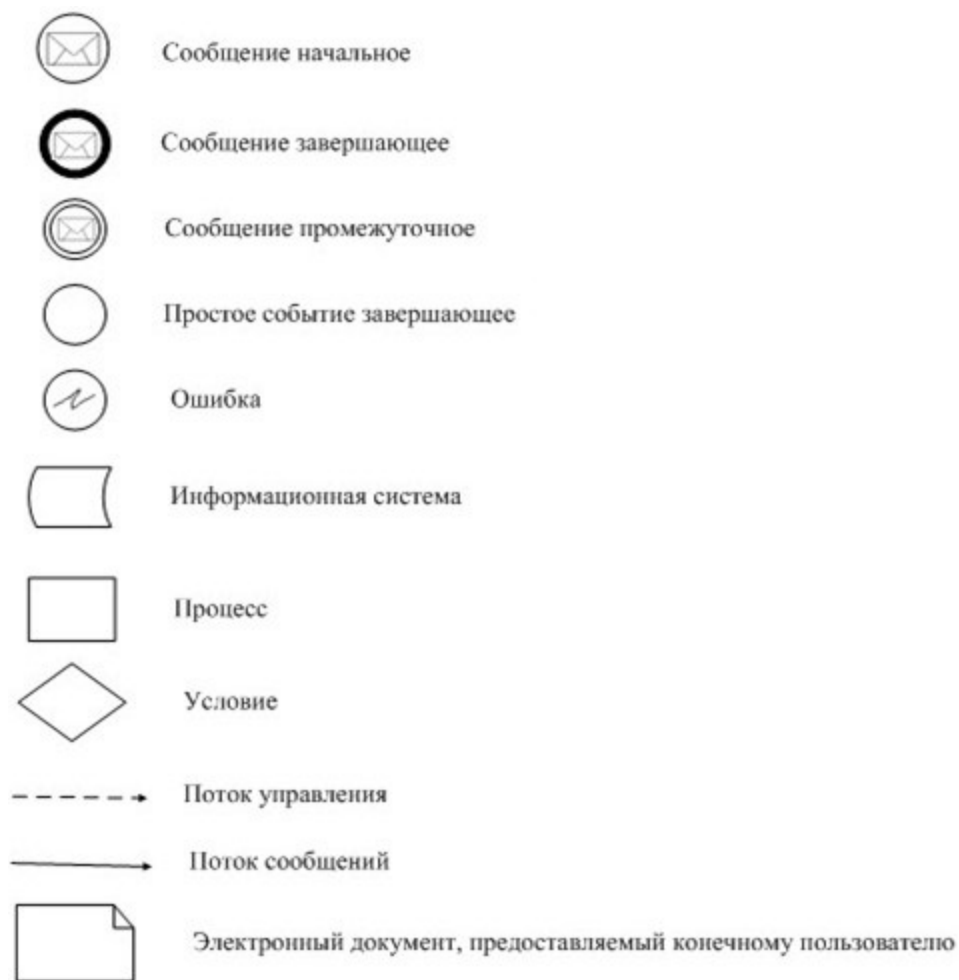 Сообщение начальное
Сообщение завершающее
Сообщение промежуточное
Простое событие завершающее
Ошибка
Информационная система
Процесс
Условие
Поток управления
Поток сообщений
Электронный документ, предоставляемый конечному пользователю